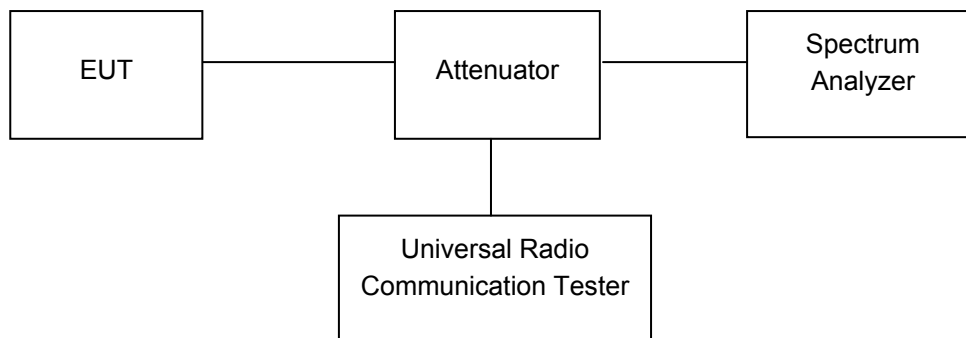 EUT
Attenuator
Spectrum
Analyzer
Universal Radio
Communication Tester